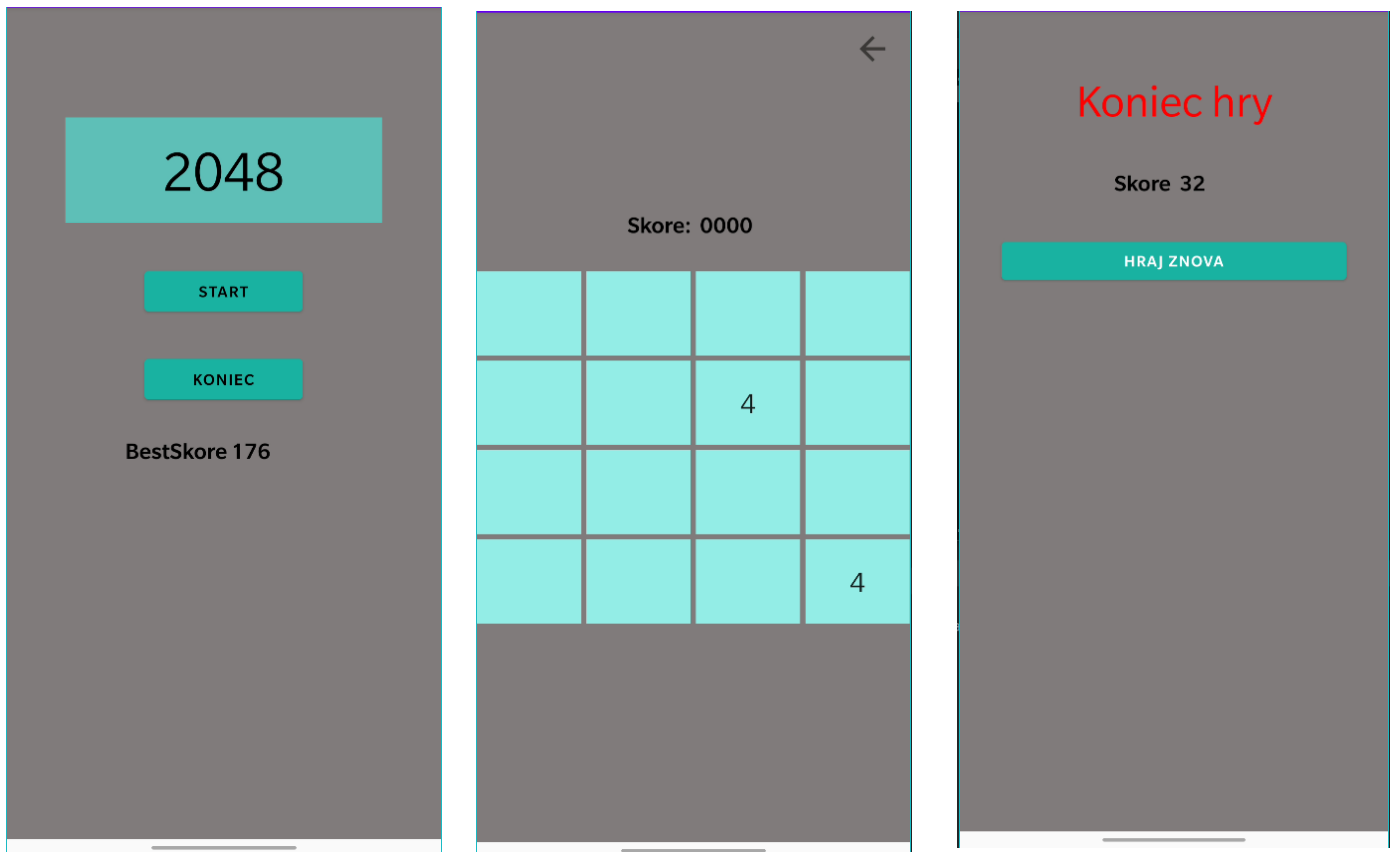 2048
START
KONIEC
BestSkore 176
Skore: 0000
4
4
Koniec hry
Skore 32
HRAJ ZNOVA